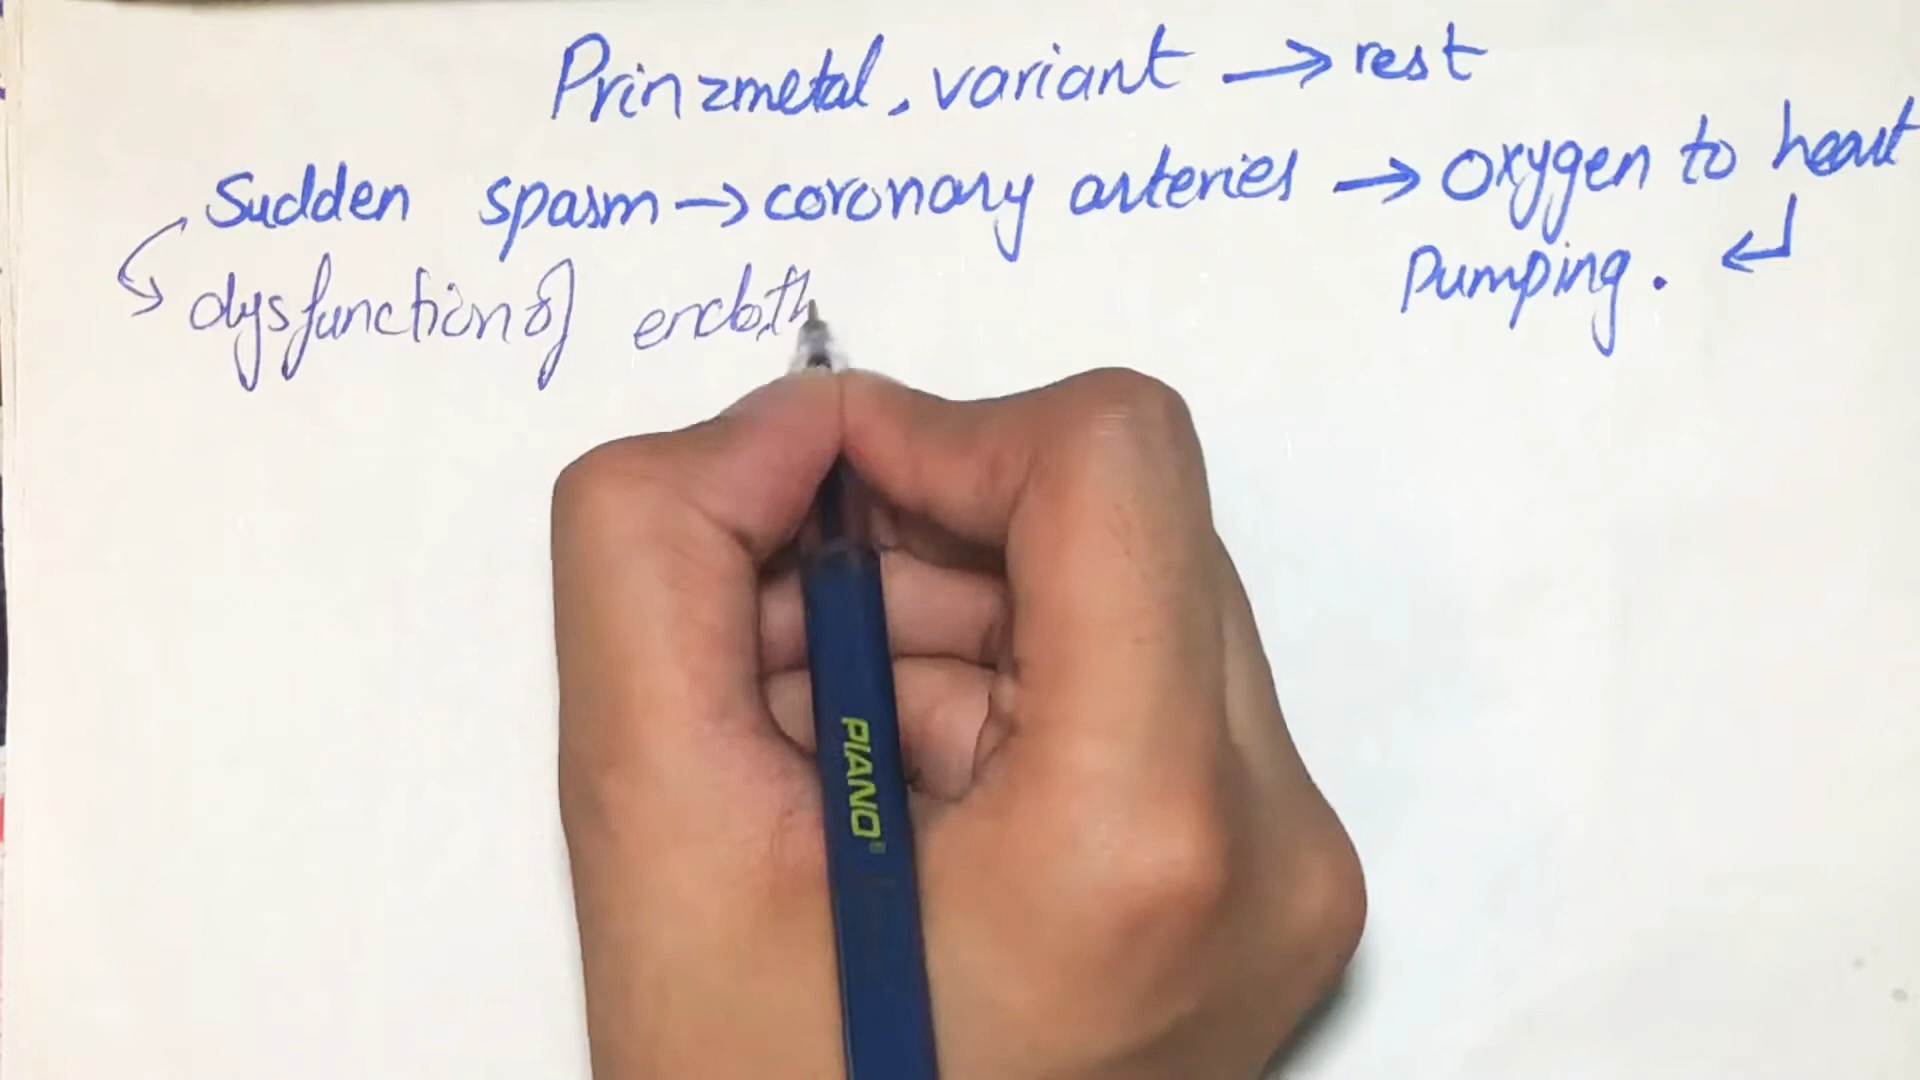 Prinzmetal, variant → rest
Sudden spasm → coronary arteries → oxygen to heart
pumping.
dysfunction of endoth
PIANO